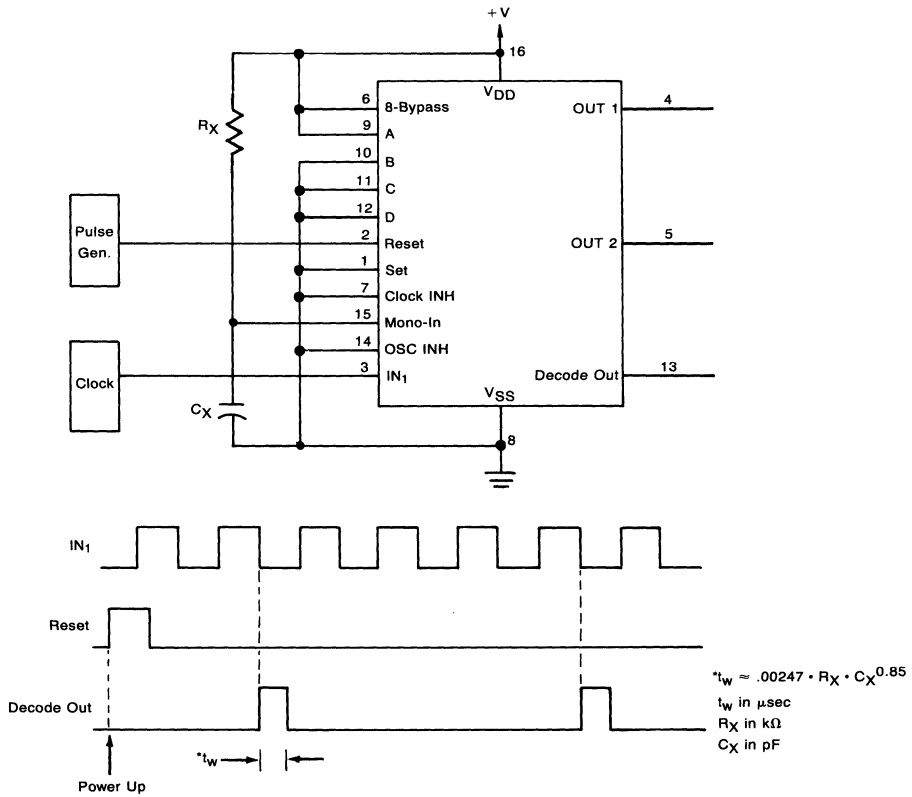 +V
16
VDD
6 8-Bypass
OUT 1 4
RX
9 A
10 B
11 C
12 D
Pulse Gen.
2 Reset
OUT 2 5
1 Set
7 Clock INH
15 Mono-In
14 OSC INH
Clock
3 IN1
Decode Out 13
CX
VSS
8
IN1
Reset
Decode Out
*tw ≈ .00247 • RX • CX0.85
tw in μsec
RX in kΩ
CX in pF
*tw
Power Up